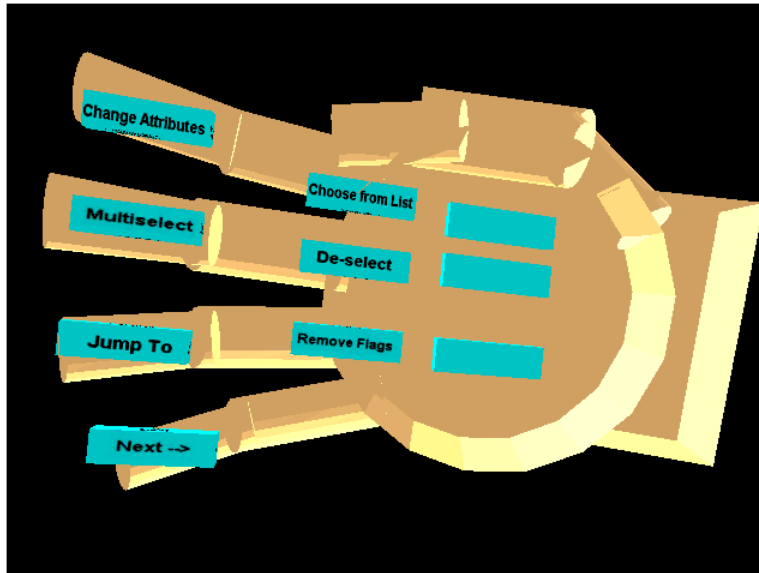 Change Attributes
Choose from List
Multiselect
De-select
Jump To
Remove Flags
Next -->